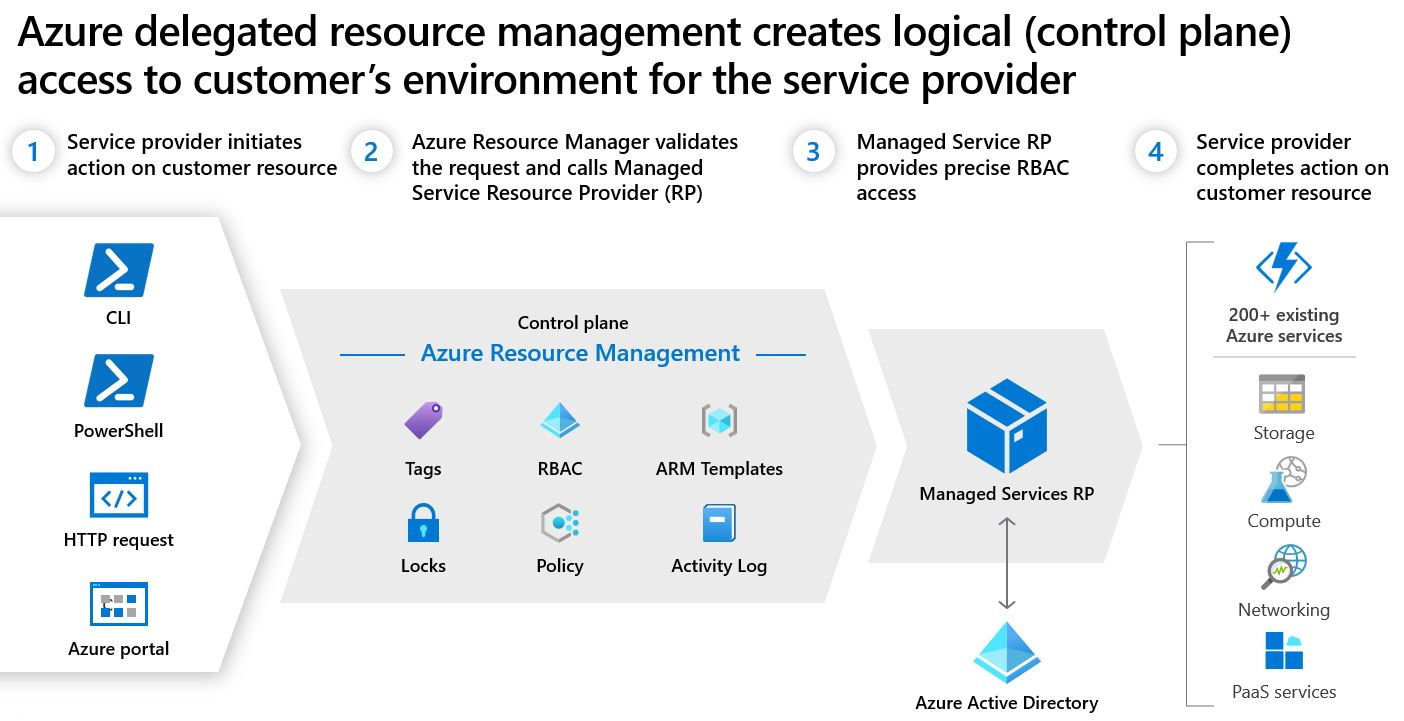 Azure delegated resource management creates logical (control plane)
access to customer’s environment for the service provider
1
Service provider initiates
action on customer resource
2
Azure Resource Manager validates
the request and calls Managed
Service Resource Provider (RP)
3
Managed Service RP
provides precise RBAC
access
4
Service provider
completes action on
customer resource
CLI
PowerShell
HTTP request
Azure portal
Control plane
Azure Resource Management
Tags
RBAC
ARM Templates
Locks
Policy
Activity Log
Managed Services RP
Azure Active Directory
200+ existing
Azure services
Storage
Compute
Networking
PaaS services